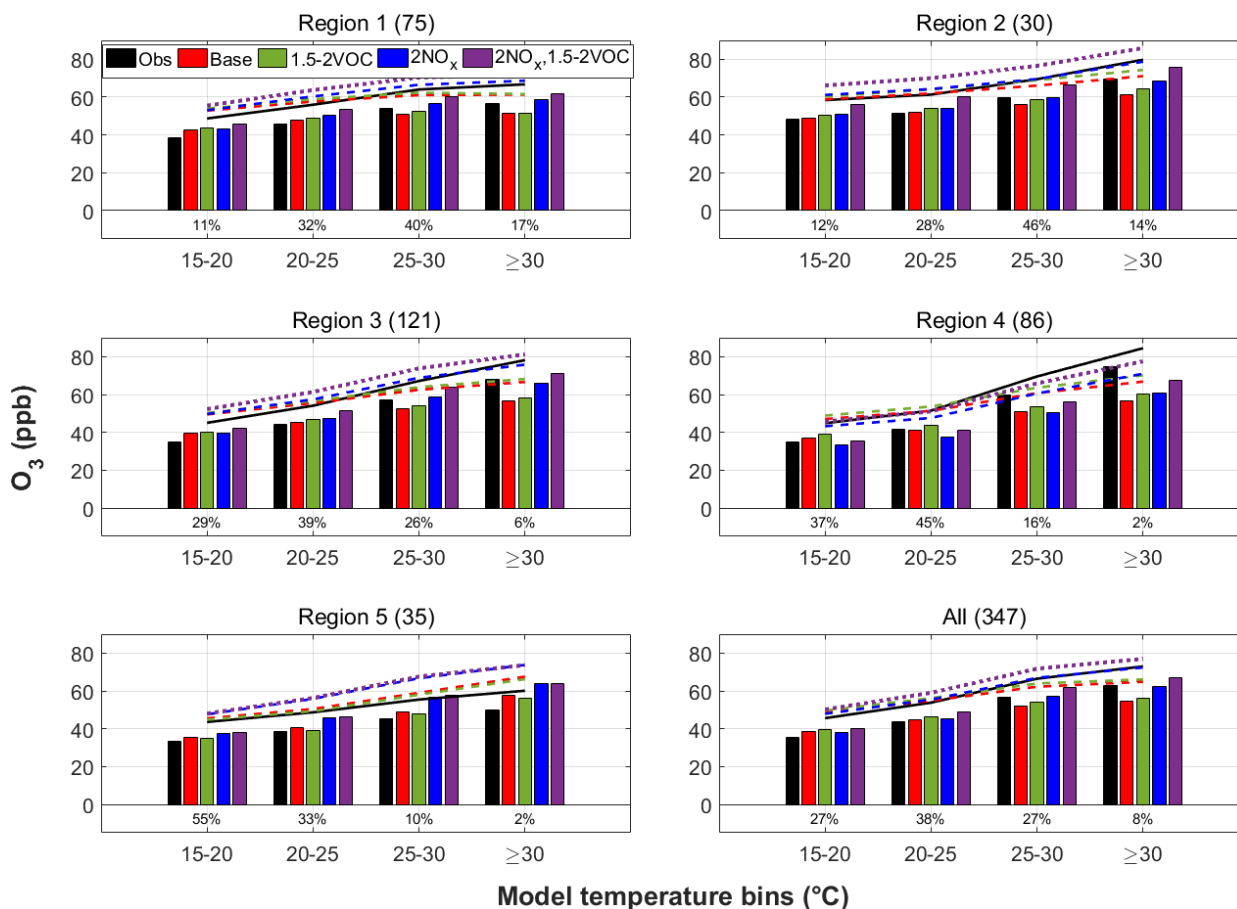 Region 1 (75)
Region 2 (30)
Obs Base 1.5-2VOC 2NOₓ 2NOₓ,1.5-2VOC
80
60
40
20
0
11% 32% 40% 17%
15-20 20-25 25-30 ≥30
80
60
40
20
0
12% 28% 46% 14%
15-20 20-25 25-30 ≥30
Region 3 (121)
Region 4 (86)
80
60
40
20
0
29% 39% 26% 6%
15-20 20-25 25-30 ≥30
80
60
40
20
0
37% 45% 16% 2%
15-20 20-25 25-30 ≥30
O₃ (ppb)
Region 5 (35)
All (347)
80
60
40
20
0
55% 33% 10% 2%
15-20 20-25 25-30 ≥30
80
60
40
20
0
27% 38% 27% 8%
15-20 20-25 25-30 ≥30
Model temperature bins (°C)